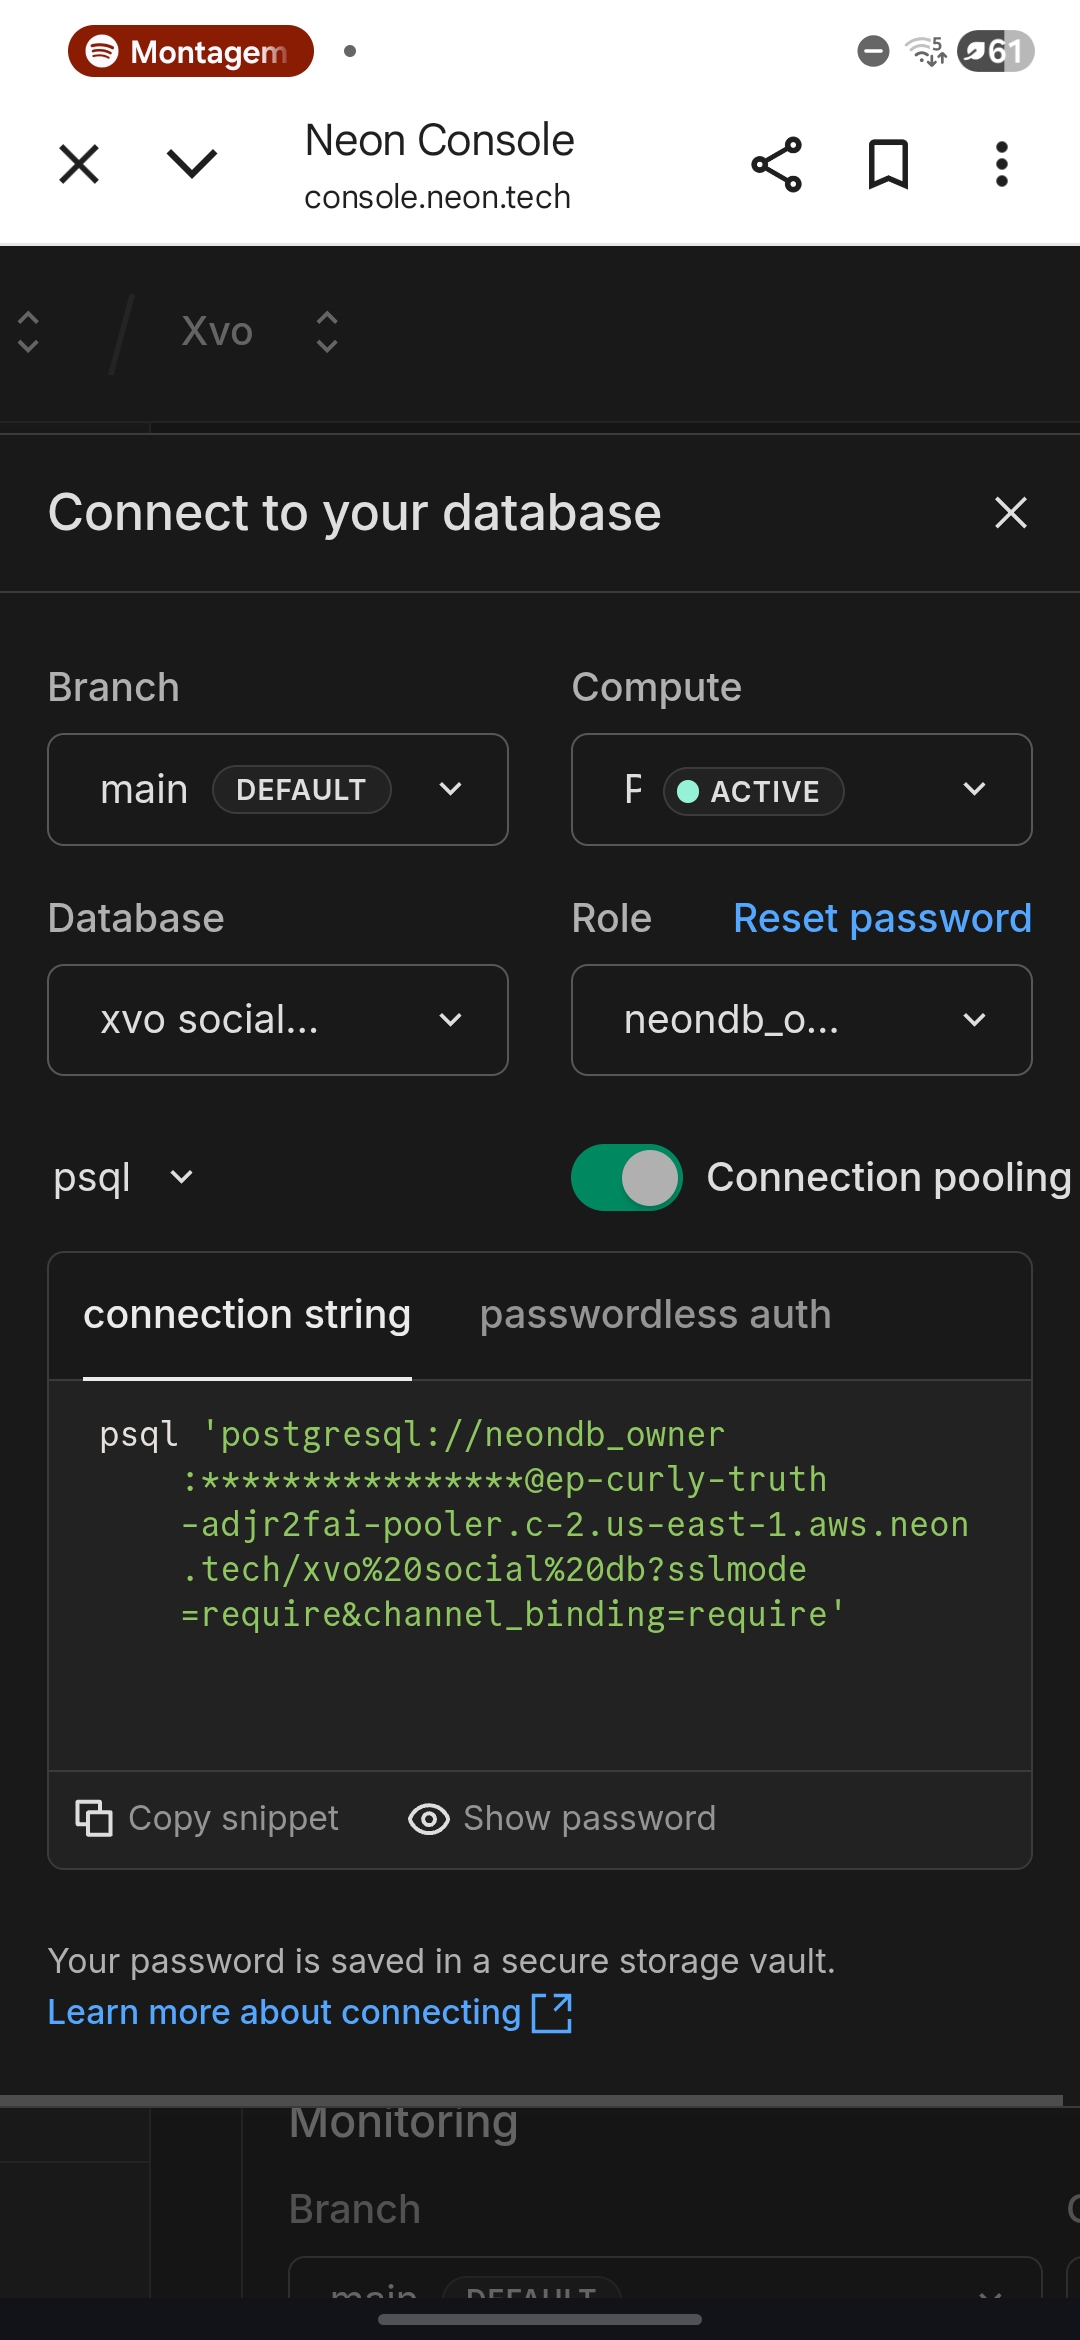 Montagem
5
61
Neon Console
console.neon.tech
Xvo
Connect to your database
Branch
Compute
main DEFAULT
P ACTIVE
Database
Role Reset password
xvo social...
neondb_o...
psql
Connection pooling
connection string
passwordless auth
psql 'postgresql://neondb_owner
:****************@ep-curly-truth
-adjr2fai-pooler.c-2.us-east-1.aws.neon
.tech/xvo%20social%20db?sslmode
=require&channel_binding=require'
Copy snippet
Show password
Your password is saved in a secure storage vault.
Learn more about connecting
Monitoring
Branch
main DEFAULT